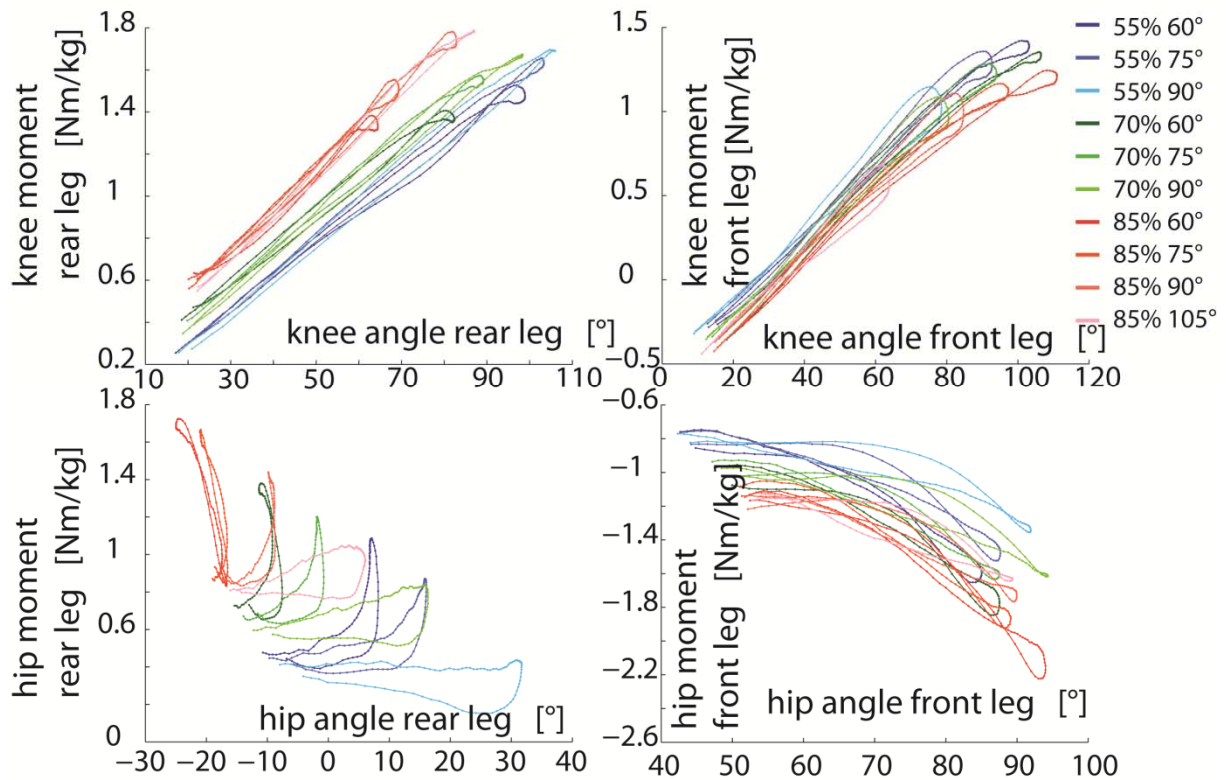 knee moment
rear leg [Nm/kg]
1.8
1.4
1
0.6
0.2
10 30 50 70 90 110
knee angle rear leg [°]
knee moment
front leg [Nm/kg]
1.5
1
0.5
0
−0.5
0 20 40 60 80 100 120
knee angle front leg [°]
55% 60°
55% 75°
55% 90°
70% 60°
70% 75°
70% 90°
85% 60°
85% 75°
85% 90°
85% 105°
hip moment
rear leg [Nm/kg]
1.8
1.4
1
0.6
0
−30 −20 −10 0 10 20 30 40
hip angle rear leg [°]
hip moment
front leg [Nm/kg]
−0.6
−1
−1.4
−1.8
−2.2
−2.6
40 50 60 70 80 90 100
hip angle front leg [°]